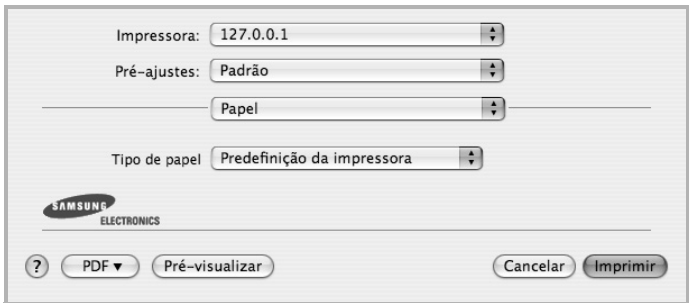 Impressora: 127.0.0.1
Pré-ajustes: Padrão
Papel
Tipo de papel Predefinição da impressora
SAMSUNG
ELECTRONICS
? PDF ▼ Pré-visualizar Cancelar Imprimir